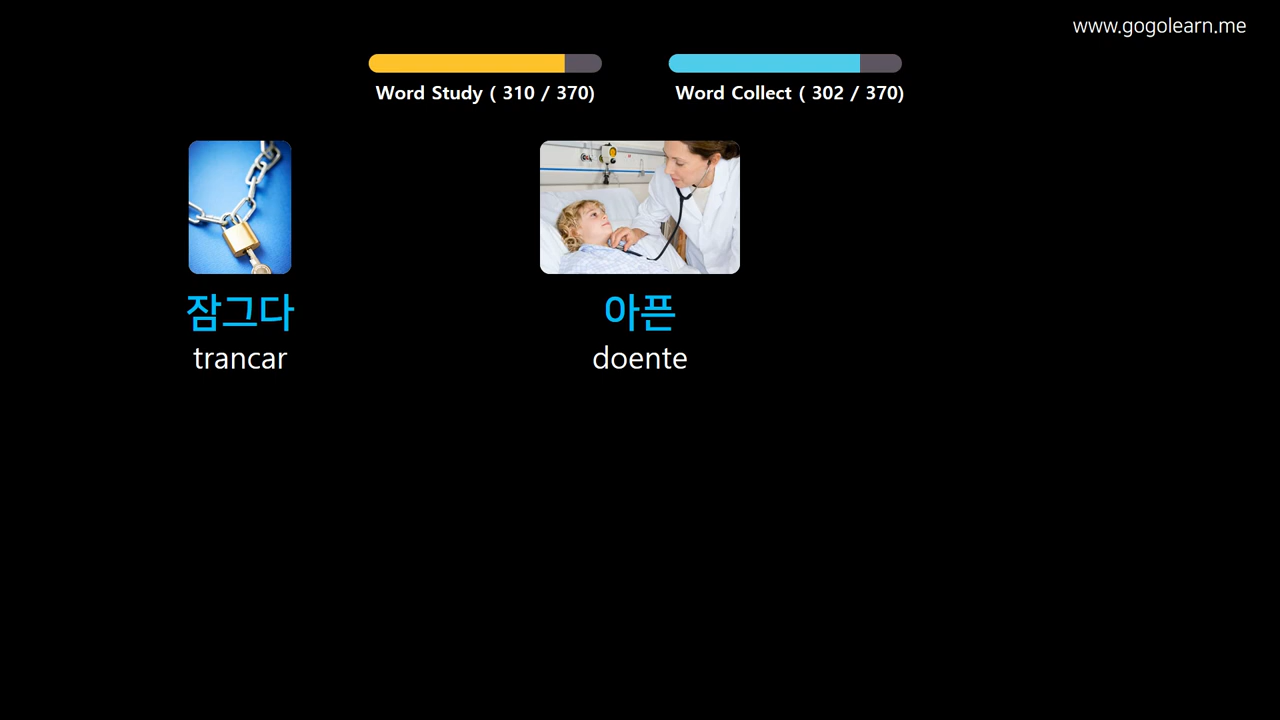 www.gogolearn.me
Word Study ( 310 / 370)
Word Collect ( 302 / 370)
잠그다
trancar
아픈
doente